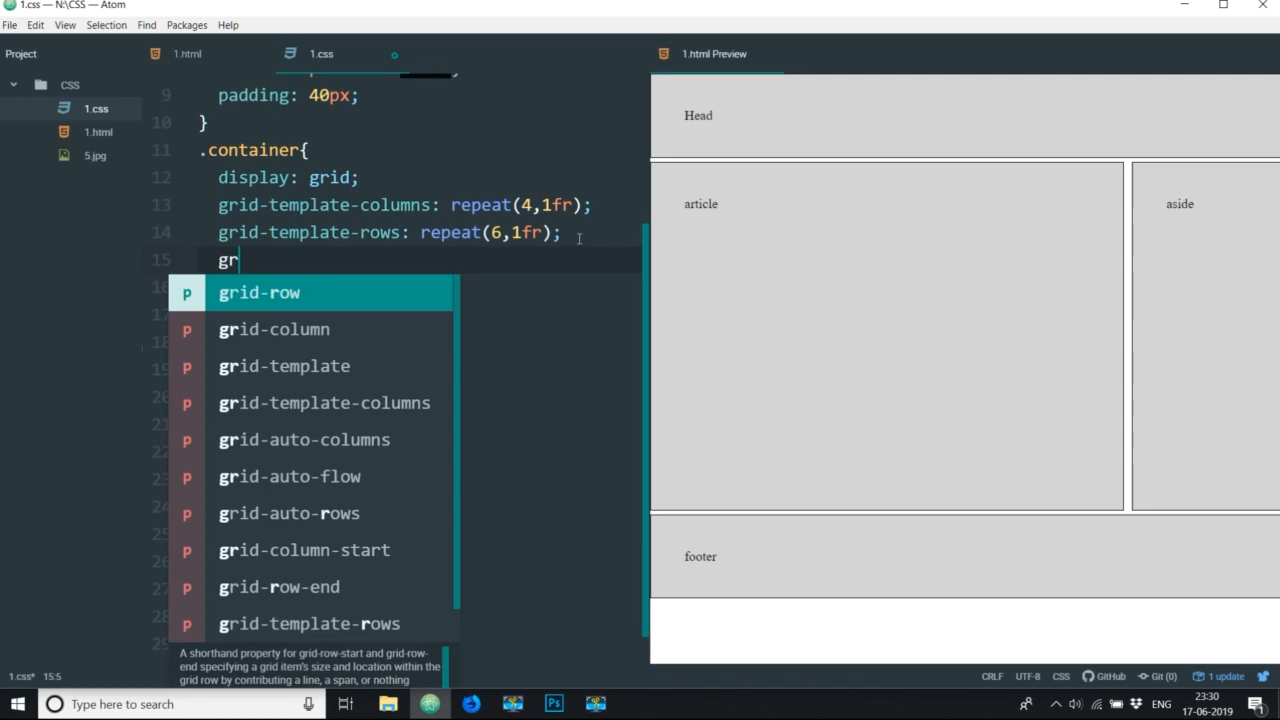 1.css — N:\CSS — Atom
File Edit View Selection Find Packages Help
Project
1.html
1.css
1.html Preview
CSS
1.css
1.html
5.jpg
9 padding: 40px;
10 }
11 .container{
12 display: grid;
13 grid-template-columns: repeat(4,1fr);
14 grid-template-rows: repeat(6,1fr);
15 gr
p grid-row
p grid-column
p grid-template
p grid-template-columns
p grid-auto-columns
p grid-auto-flow
p grid-auto-rows
p grid-column-start
p grid-row-end
p grid-template-rows
A shorthand property for grid-row-start and grid-row-
end specifying a grid item's size and location within the
grid row by contributing a line, a span, or nothing
Head
article
aside
footer
1.css* 15:5
CRLF UTF-8 CSS GitHub Git (0) 1 update
Type here to search
Ps
ENG
23:30
17-06-2019
1